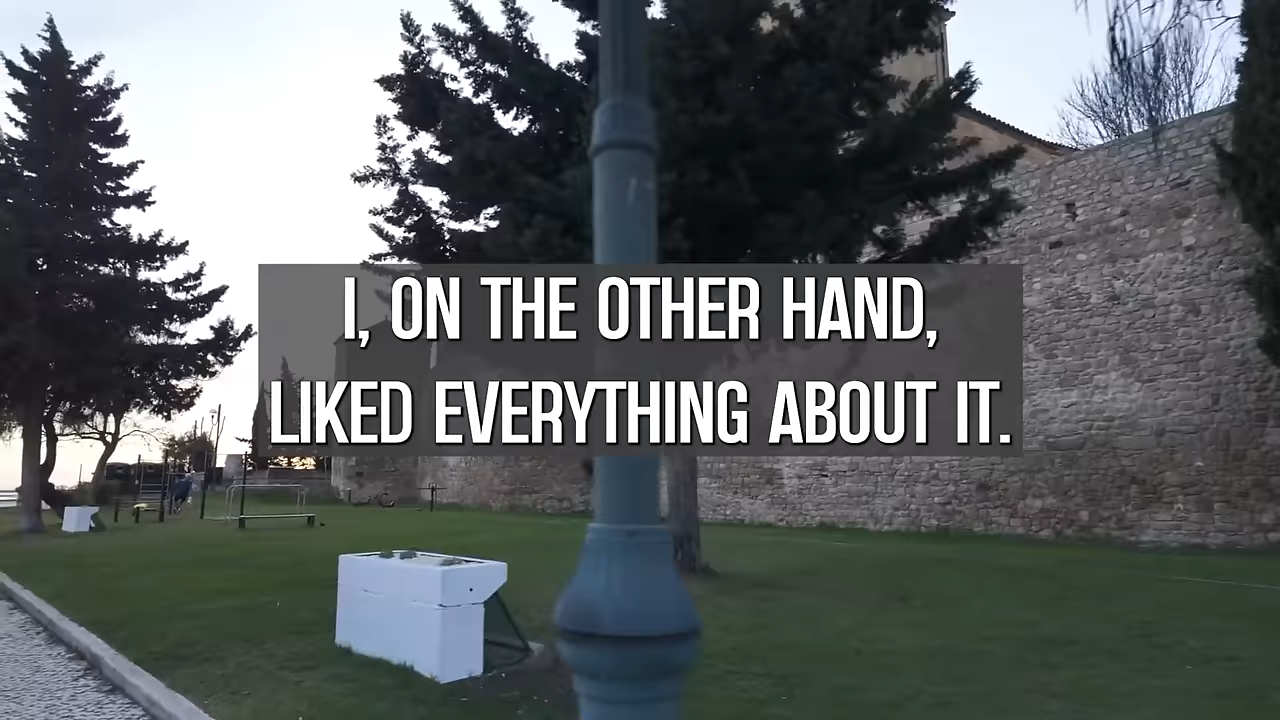 I, ON THE OTHER HAND,
LIKED EVERYTHING ABOUT IT.